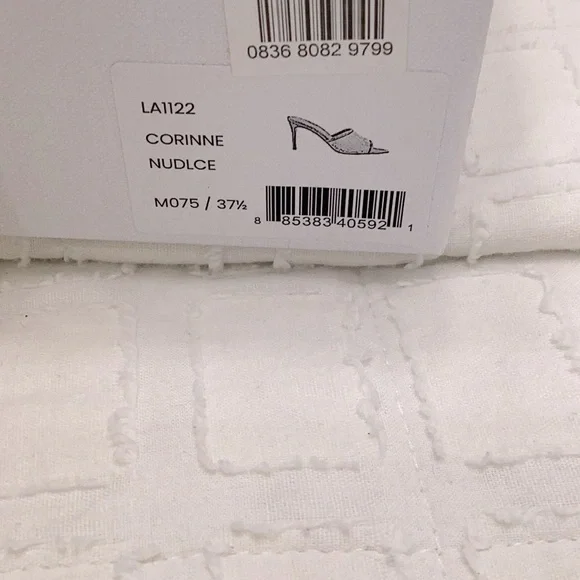 0836 8082 9799
LA1122
CORINNE
NUDLCE
M075 / 37½
8 85383 40592 1